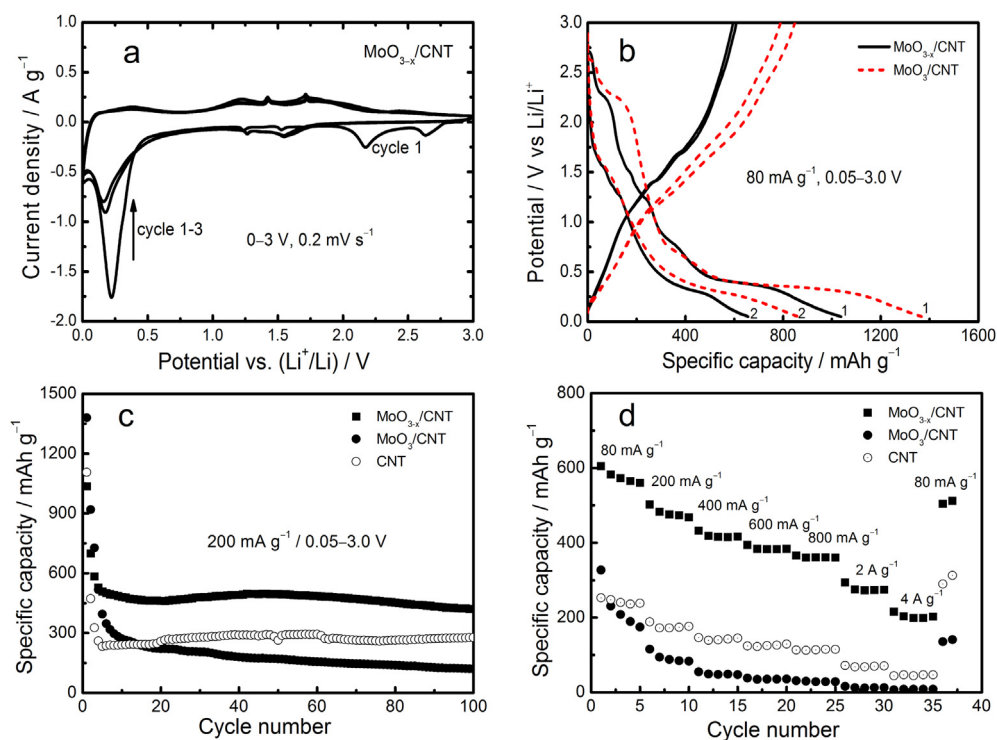 a
MoO₃₋ₓ/CNT
cycle 1
cycle 1-3
0–3 V, 0.2 mV s⁻¹
Current density / A g⁻¹
1.0
0.5
0.0
-0.5
-1.0
-1.5
-2.0
0.0 0.5 1.0 1.5 2.0 2.5 3.0
Potential vs. (Li⁺/Li) / V
b
MoO₃₋ₓ/CNT
MoO₃/CNT
80 mA g⁻¹, 0.05–3.0 V
2 2 1 1
Potential / V vs Li/Li⁺
3.0
2.5
2.0
1.5
1.0
0.5
0.0
0 400 800 1200 1600
Specific capacity / mAh g⁻¹
c
MoO₃₋ₓ/CNT
MoO₃/CNT
CNT
200 mA g⁻¹ / 0.05–3.0 V
Specific capacity / mAh g⁻¹
1500
1200
900
600
300
0
0 20 40 60 80 100
Cycle number
d
MoO₃₋ₓ/CNT
MoO₃/CNT
CNT
80 mA g⁻¹
200 mA g⁻¹
400 mA g⁻¹
600 mA g⁻¹
800 mA g⁻¹
2 A g⁻¹
4 A g⁻¹
80 mA g⁻¹
Specific capacity / mAh g⁻¹
800
600
400
200
0
0 5 10 15 20 25 30 35 40
Cycle number